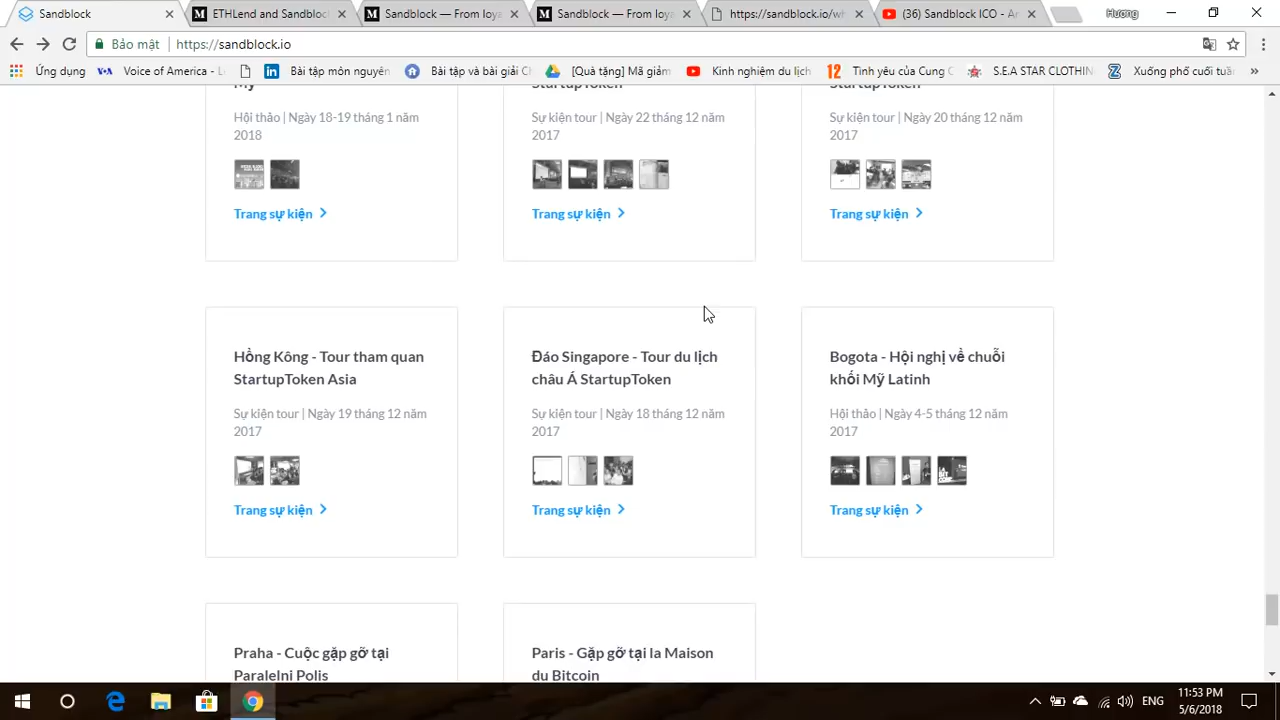 Sandblock
ETHLend and Sandbloc
Sandblock — From loya
Sandblock — From loya
https://sandblock.io/wh
(36) Sandblock ICO - An
Hương
Bảo mật
https://sandblock.io
Ứng dụng
Voice of America - L
Bài tập môn nguyên
Bài tập và bài giải Ch
[Quà tặng] Mã giảm
Kinh nghiệm du lịch
Tình yêu của Cung C
S.E.A STAR CLOTHIN
Xuống phố cuối tuần
»
Mỹ
StartupToken
StartupToken
Hội thảo | Ngày 18-19 tháng 1 năm
2018
Sự kiện tour | Ngày 22 tháng 12 năm
2017
Sự kiện tour | Ngày 20 tháng 12 năm
2017
Trang sự kiện
Trang sự kiện
Trang sự kiện
Hồng Kông - Tour tham quan
StartupToken Asia
Sự kiện tour | Ngày 19 tháng 12 năm
2017
Trang sự kiện
Đáo Singapore - Tour du lịch
châu Á StartupToken
Sự kiện tour | Ngày 18 tháng 12 năm
2017
Trang sự kiện
Bogota - Hội nghị về chuỗi
khối Mỹ Latinh
Hội thảo | Ngày 4-5 tháng 12 năm
2017
Trang sự kiện
Praha - Cuộc gặp gỡ tại
Paralelni Polis
Paris - Gặp gỡ tại la Maison
du Bitcoin
ENG
11:53 PM
5/6/2018